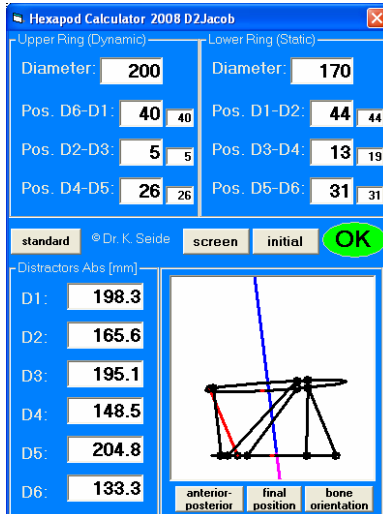 Hexapod Calculator 2008 D2Jacob
Upper Ring (Dynamic)
Diameter: 200
Pos. D6-D1: 40 40
Pos. D2-D3: 5 5
Pos. D4-D5: 26 26
Lower Ring (Static)
Diameter: 170
Pos. D1-D2: 44 44
Pos. D3-D4: 13 19
Pos. D5-D6: 31 31
standard © Dr. K. Seide screen initial OK
Distractors Abs [mm]
D1: 198.3
D2: 165.6
D3: 195.1
D4: 148.5
D5: 204.8
D6: 133.3
anterior-
posterior
final
position
bone
orientation